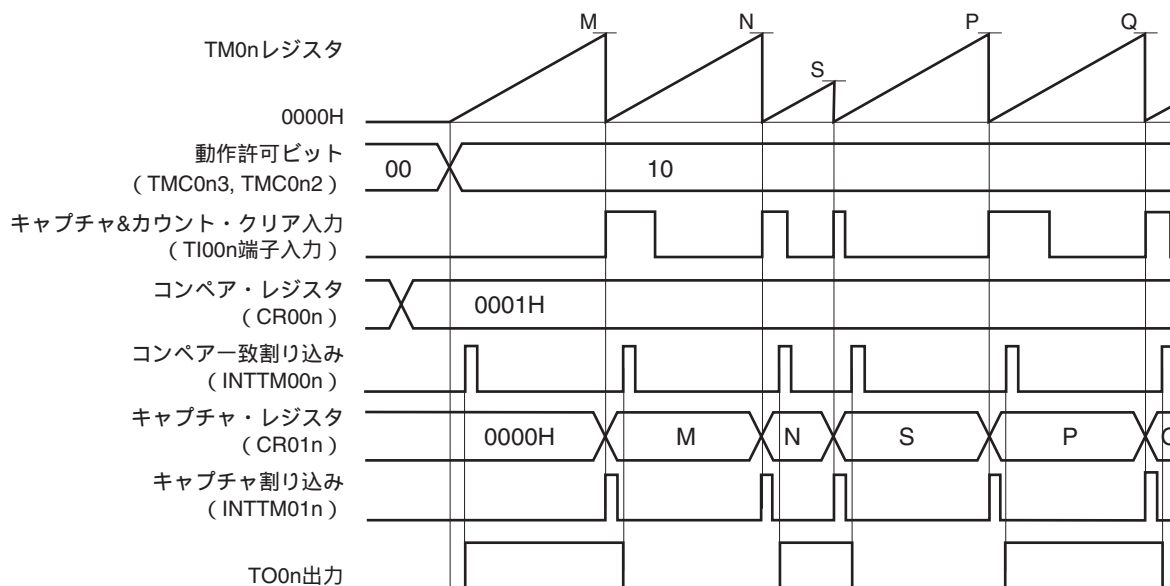 M N S P Q
TM0nレジスタ
0000H
動作許可ビット
(TMC0n3, TMC0n2)
00 10
キャプチャ&カウント・クリア入力
(TI00n端子入力)
コンペア・レジスタ
(CR00n)
0001H
コンペア一致割り込み
(INTTM00n)
キャプチャ・レジスタ
(CR01n)
0000H M N S P
キャプチャ割り込み
(INTTM01n)
TO0n出力